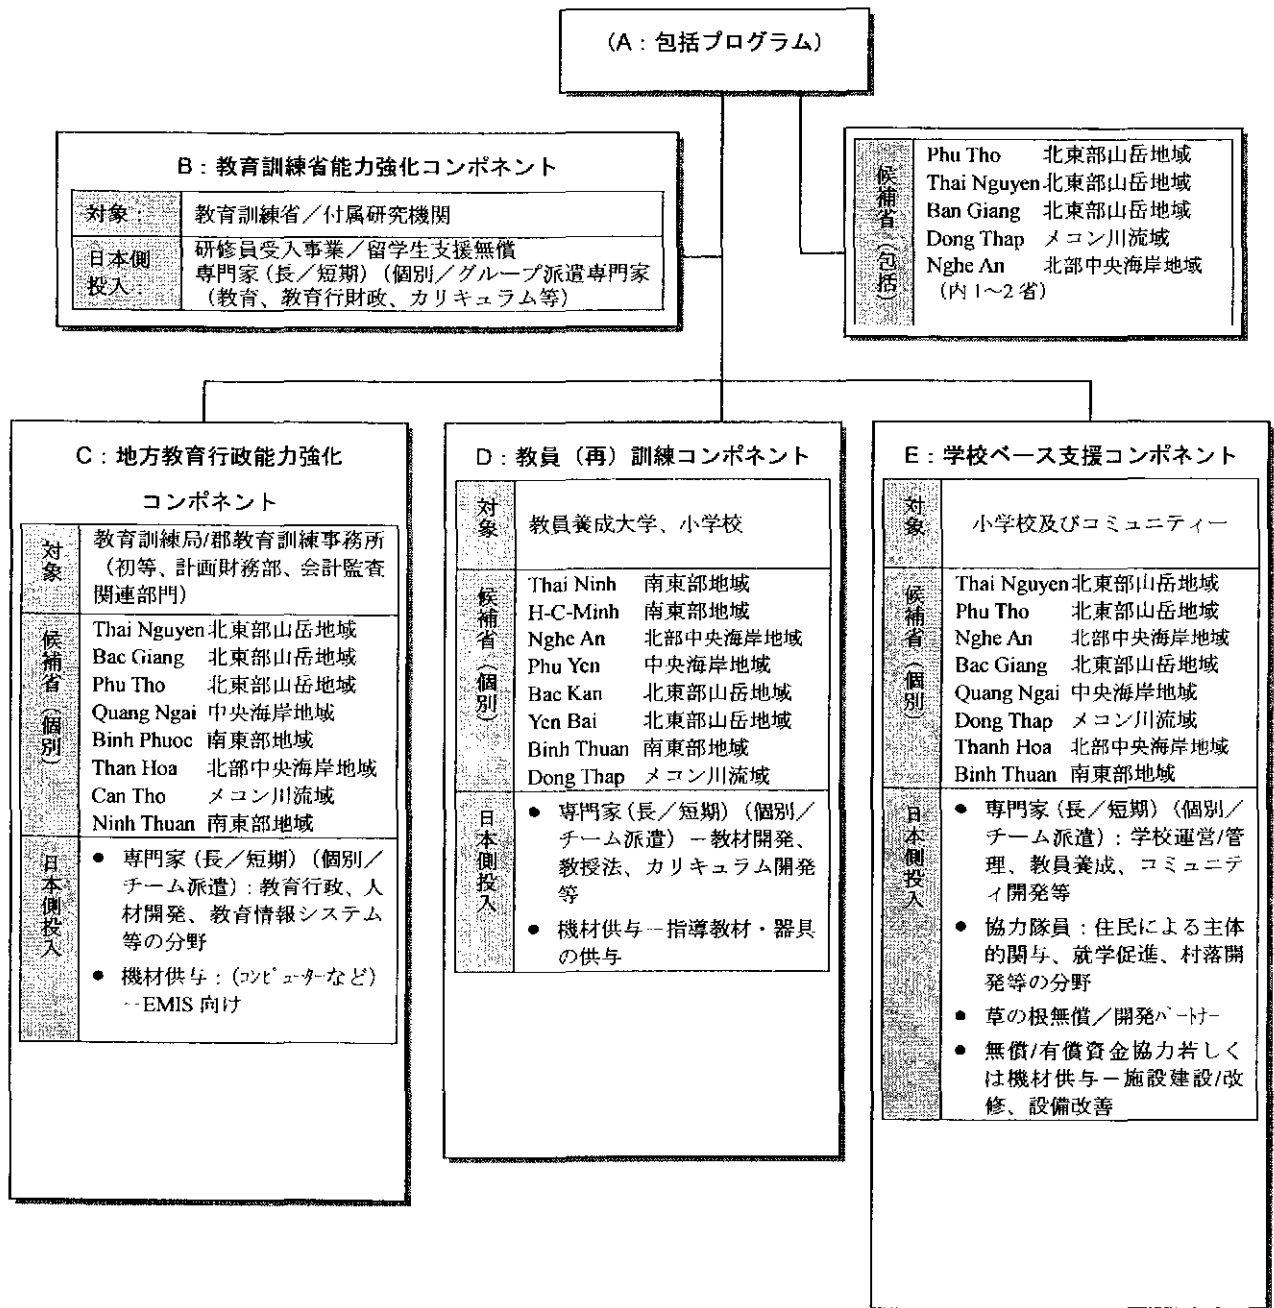 (A：包括プログラム)
B：教育訓練省能力強化コンポーネント
対象：
教育訓練省／付属研究機関
日本側
投入：
研修員受入事業／留学生支援無償
専門家（長／短期）（個別／グループ派遣専門家
（教育、教育行財政、カリキュラム等）
候補省（包括）
Phu Tho 北東部山岳地域
Thai Nguyen 北東部山岳地域
Ban Giang 北東部山岳地域
Dong Thap メコン川流域
Nghe An 北部中央海岸地域
（内 1～2 省）
C：地方教育行政能力強化
コンポネント
対象
教育訓練局/郡教育訓練事務所
（初等、計画財務部、会計監査
関連部門）
候補省（個別）
Thai Nguyen 北東部山岳地域
Bac Giang 北東部山岳地域
Phu Tho 北東部山岳地域
Quang Ngai 中央海岸地域
Binh Phuoc 南東部地域
Than Hoa 北部中央海岸地域
Can Tho メコン川流域
Ninh Thuan 南東部地域
日本側投入
● 専門家（長／短期）（個別／
チーム派遣）：教育行政、人
材開発、教育情報システム
等の分野
● 機材供与：(コンピューターなど)
--EMIS 向け
D：教員（再）訓練コンポーネント
対象
教員養成大学、小学校
候補省（個別）
Thai Ninh 南東部地域
H-C-Minh 南東部地域
Nghe An 北部中央海岸地域
Phu Yen 中央海岸地域
Bac Kan 北東部山岳地域
Yen Bai 北東部山岳地域
Binh Thuan 南東部地域
Dong Thap メコン川流域
日本側投入
● 専門家（長／短期）（個別／
チーム派遣）－教材開発、
教授法、カリキュラム開発
等
● 機材供与－指導教材・器具
の供与
E：学校ベース支援コンポーネント
対象
小学校及びコミュニティー
候補省（個別）
Thai Nguyen 北東部山岳地域
Phu Tho 北東部山岳地域
Nghe An 北部中央海岸地域
Bac Giang 北東部山岳地域
Quang Ngai 中央海岸地域
Dong Thap メコン川流域
Thanh Hoa 北部中央海岸地域
Binh Thuan 南東部地域
日本側投入
● 専門家（長／短期）（個別／
チーム派遣）：学校運営/管
理、教員養成、コミュニテ
ィ開発等
● 協力隊員：住民による主体
的関与、就学促進、村落開
発等の分野
● 草の根無償／開発パートナー
● 無償/有償資金協力若しく
は機材供与－施設建設/改
修、設備改善